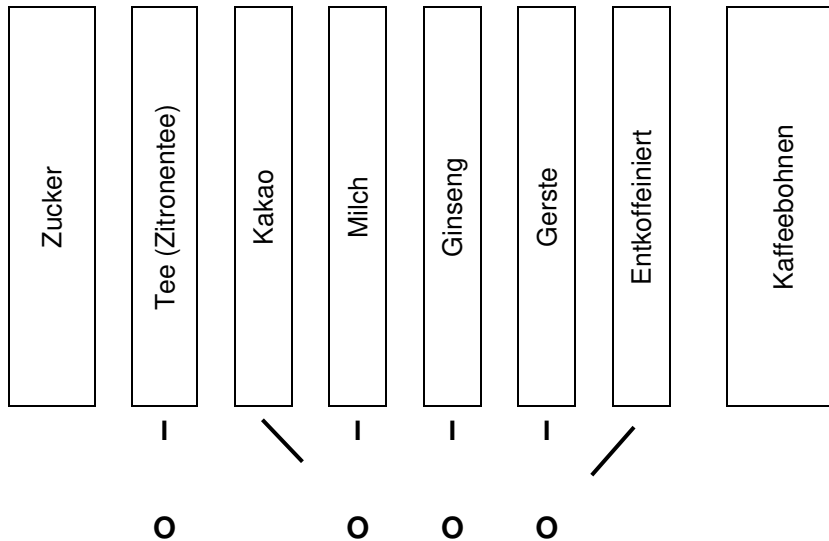 Zucker
Tee (Zitronentee)
Kakao
Milch
Ginseng
Gerste
Entkoffeiniert
Kaffeebohnen
O O O O